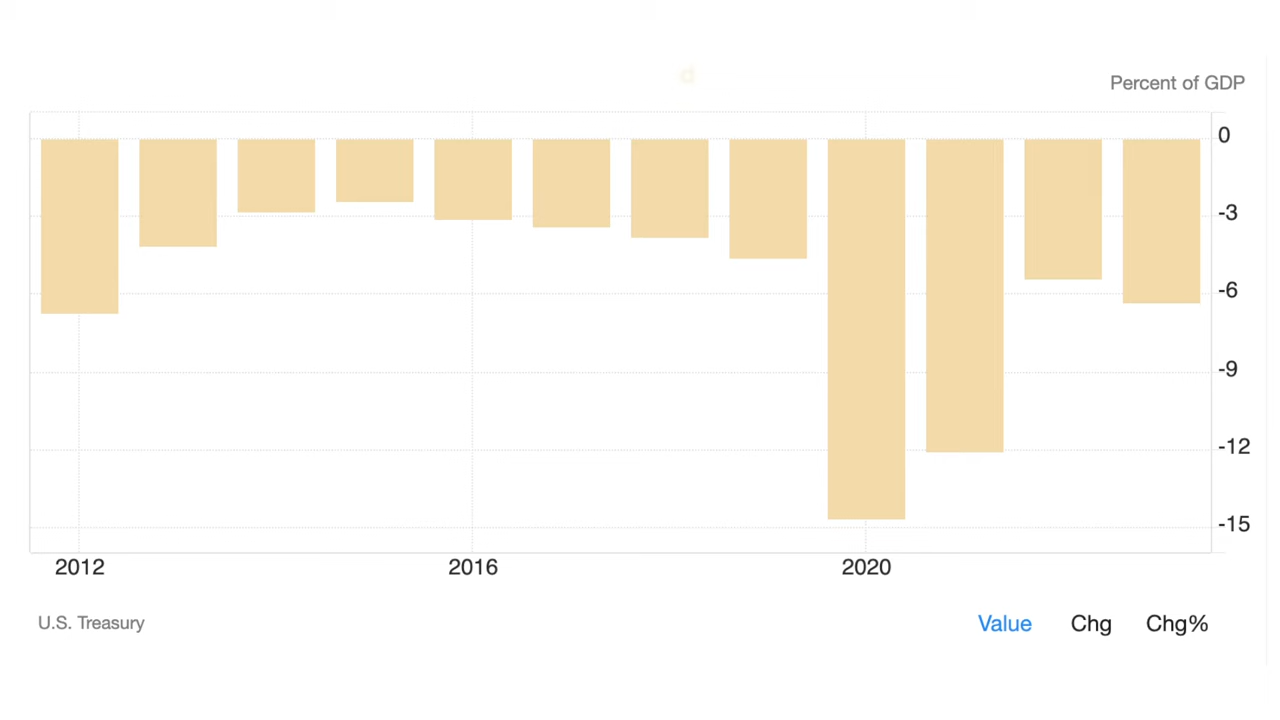 Percent of GDP
0
-3
-6
-9
-12
-15
2012 2016 2020
U.S. Treasury Value Chg Chg%